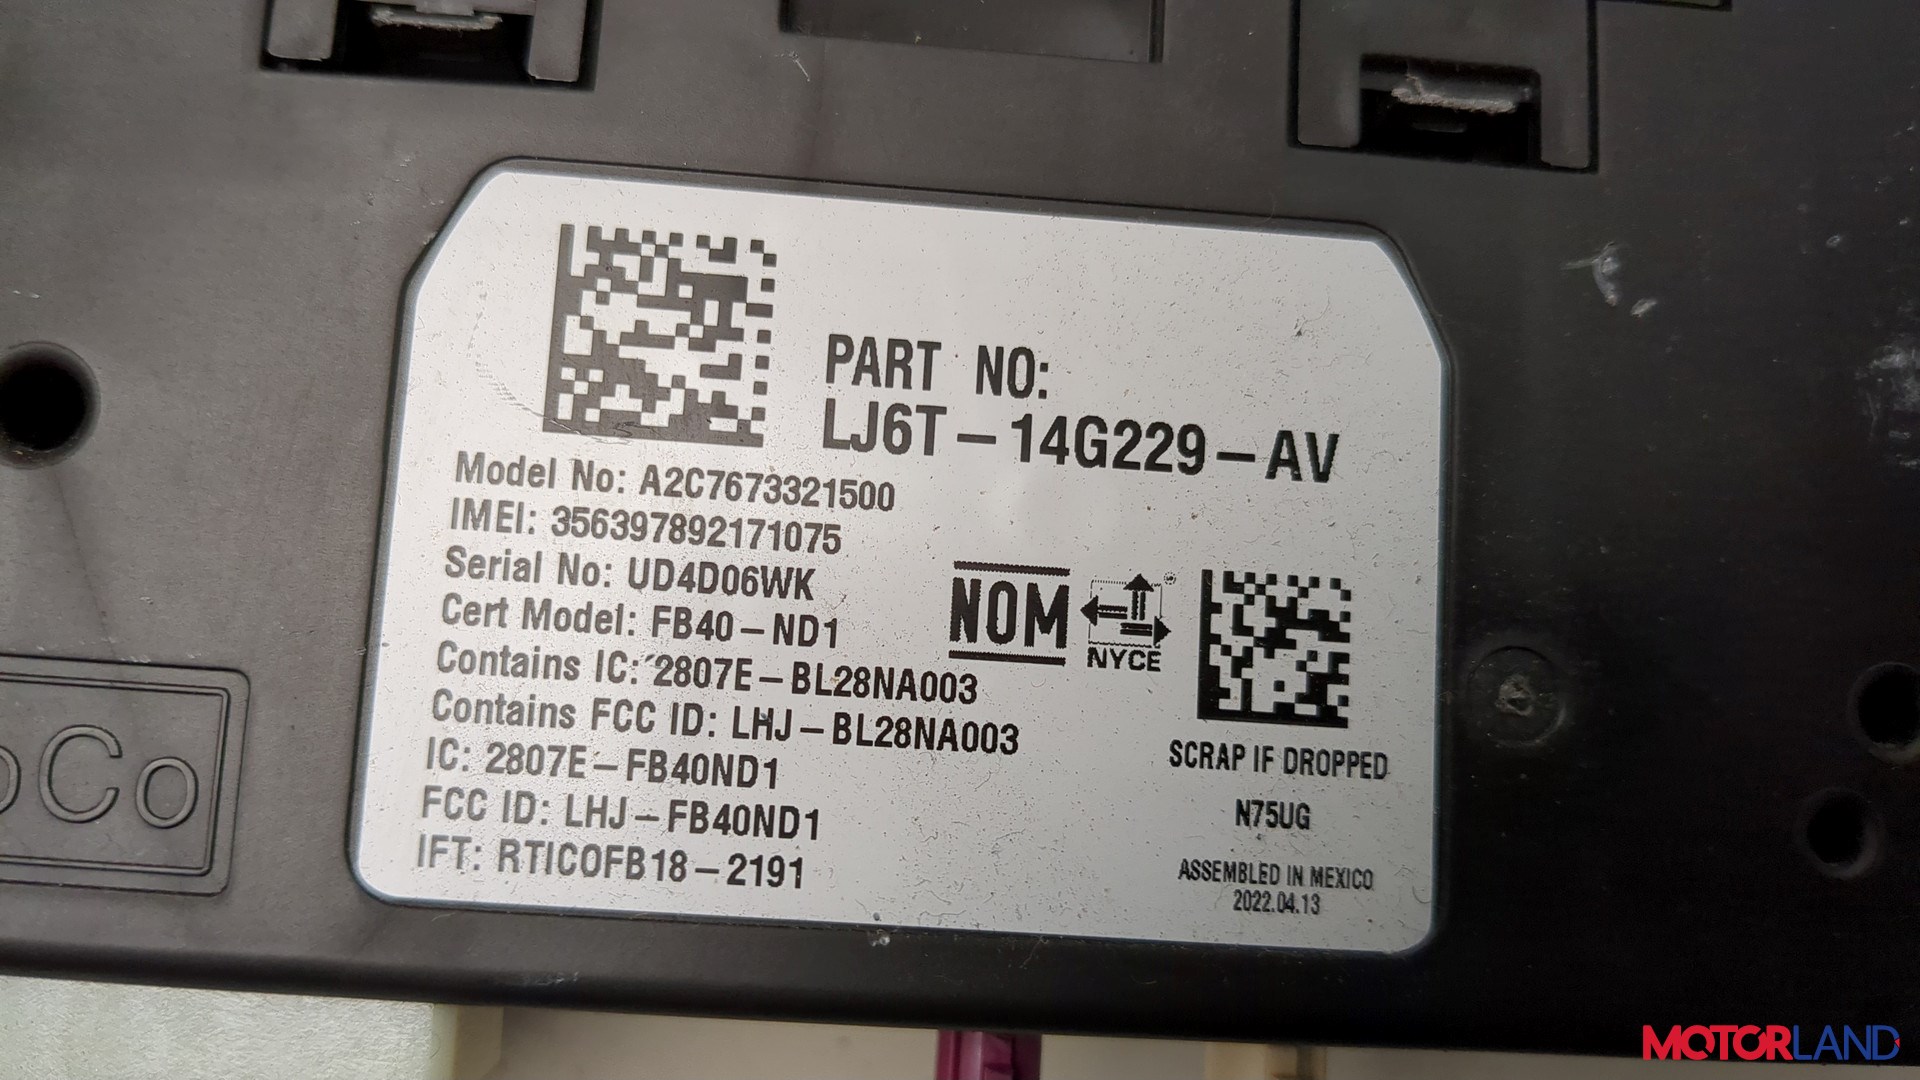 PART NO:
LJ6T-14G229-AV
Model No: A2C7673321500
IMEI: 356397892171075
Serial No: UD4D06WK
Cert Model: FB40-ND1
Contains IC: 2807E-BL28NA003
Contains FCC ID: LHJ-BL28NA003
IC: 2807E-FB40ND1
FCC ID: LHJ-FB40ND1
IFT: RTICOFB18-2191
NOM
NYCE
SCRAP IF DROPPED
N75UG
ASSEMBLED IN MEXICO
2022.04.13
MOTORLAND